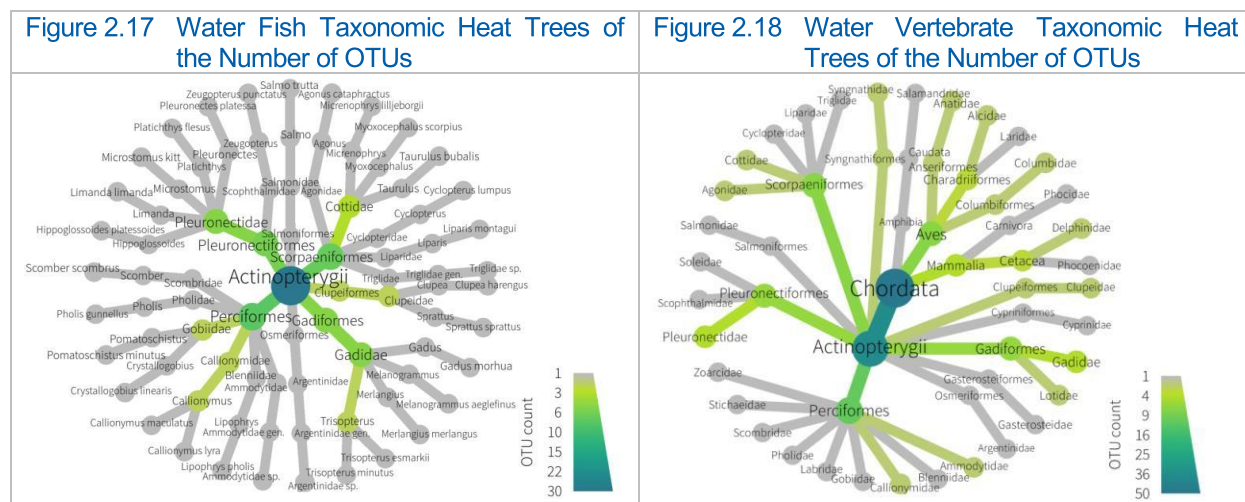 Figure 2.17 Water Fish Taxonomic Heat Trees of
the Number of OTUs
Salmo trutta
Zeugopterus punctatus
Agonus cataphractus
Pleuronectes platessa
Micrenophrys lilljeborgii
Platichthys flesus
Myoxocephalus scorpius
Salmo
Zeugopterus
Agonus
Microstomus kitt
Pleuronectes
Micrenophrys
Taurulus bubalis
Platichthys
Myoxocephalus
Limanda limanda
Microstomus
Scophthalmidae
Salmonidae
Agonidae
Taurulus
Cyclopterus lumpus
Limanda
Cottidae
Cyclopterus
Pleuronectidae
Hippoglossoides platessoides
Salmoniformes
Cyclopteridae
Liparis montagui
Hippoglossoides
Pleuronectiformes
Liparis
Scorpaeniformes
Liparidae
Scomber scombrus
Scomber
Actinopterygii
Triglidae
Triglidae gen.
Triglidae sp.
Scombridae
Clupea
Clupea harengus
Clupeiformes
Clupeidae
Pholidae
Pholis
Pholis gunnellus
Perciformes
Gadiformes
Sprattus
Sprattus sprattus
Gobiidae
Osmeriformes
Pomatoschistus
Gadus
Pomatoschistus minutus
Callionymidae
Gadidae
Gadus morhua
Crystallogobius
Blenniidae
Melanogrammus
Ammodytidae
Argentinidae
Crystallogobius linearis
Merlangius
Callionymus
Melanogrammus aeglefinus
Callionymus maculatus
Lipophrys
Trisopterus
Ammodytidae gen.
Argentinidae gen.
Merlangius merlangus
Callionymus lyra
Trisopterus esmarkii
Lipophrys pholis
Trisopterus minutus
Ammodytidae sp.
Argentinidae sp.
OTU count
1
3
6
10
15
22
30
Figure 2.18 Water Vertebrate Taxonomic Heat
Trees of the Number of OTUs
Syngnathidae
Salamandridae
Triglidae
Anatidae
Liparidae
Alcidae
Cyclopteridae
Laridae
Cottidae
Syngnathiformes
Caudata
Columbidae
Anseriformes
Agonidae
Scorpaeniformes
Charadriiformes
Phocidae
Columbiformes
Salmonidae
Amphibia
Carnivora
Delphinidae
Salmoniformes
Aves
Soleidae
Mammalia
Cetacea
Phocoenidae
Chordata
Clupeiformes
Clupeidae
Scophthalmidae
Pleuronectiformes
Cypriniformes
Cyprinidae
Pleuronectidae
Actinopterygii
Gadiformes
Gadidae
Zoarcidae
Gasterosteiformes
Osmeriformes
Lotidae
Stichaeidae
Perciformes
Gasterosteidae
Scombridae
Argentinidae
Pholidae
Labridae
Ammodytidae
Gobiidae
Blenniidae
Callionymidae
OTU count
1
4
9
16
25
36
50